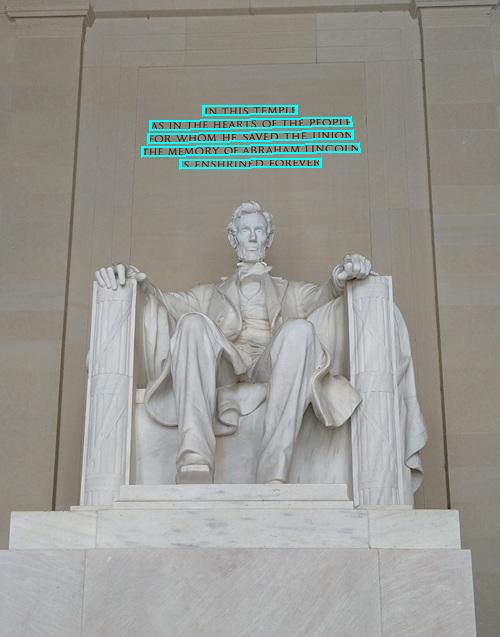 IN THIS TEMPLE
AS IN THE HEARTS OF THE PEOPLE
FOR WHOM HE SAVED THE UNION
THE MEMORY OF ABRAHAM LINCOLN
IS ENSHRINED FOREVER